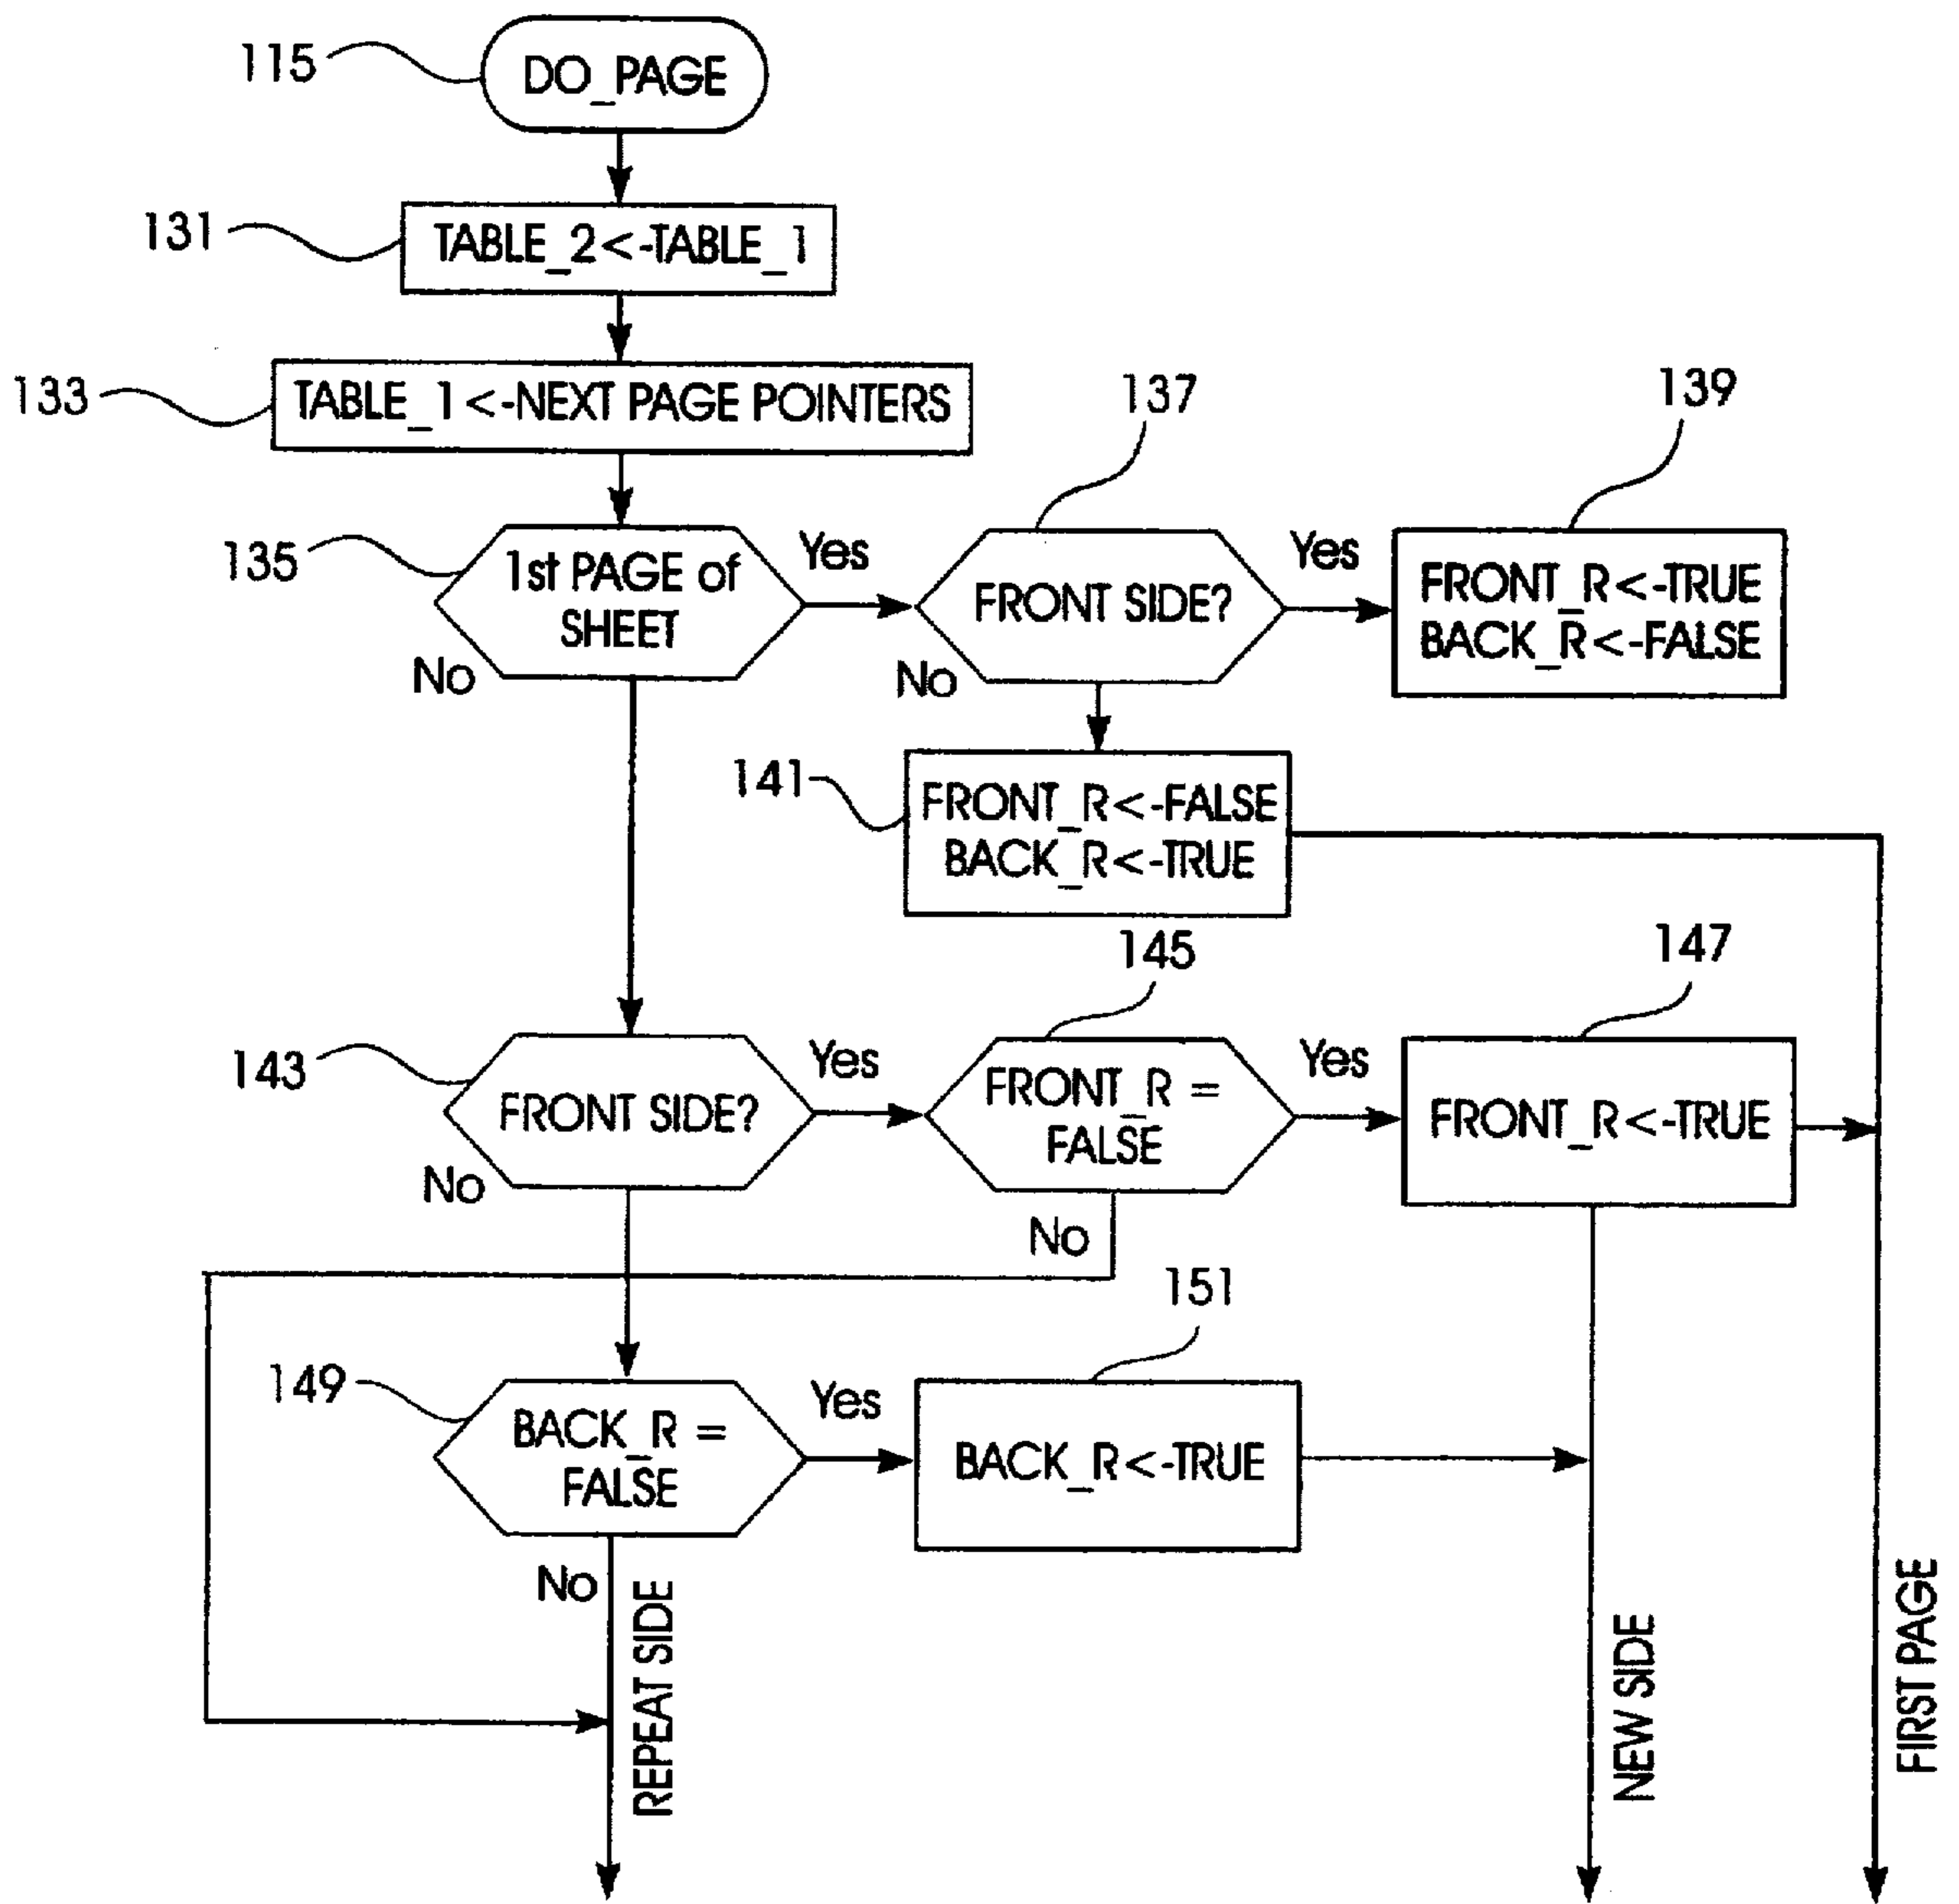 115
DO_PAGE
131
TABLE_2<-TABLE_1
133
TABLE_1<-NEXT PAGE POINTERS
137
139
135
1st PAGE of
SHEET
Yes
No
FRONT SIDE?
Yes
No
FRONT_R<-TRUE
BACK_R<-FALSE
141
FRONT_R<-FALSE
BACK_R<-TRUE
145
147
143
FRONT SIDE?
Yes
No
FRONT_R =
FALSE
Yes
No
FRONT_R<-TRUE
151
149
BACK_R =
FALSE
Yes
No
BACK_R<-TRUE
REPEAT SIDE
NEW SIDE
FIRST PAGE